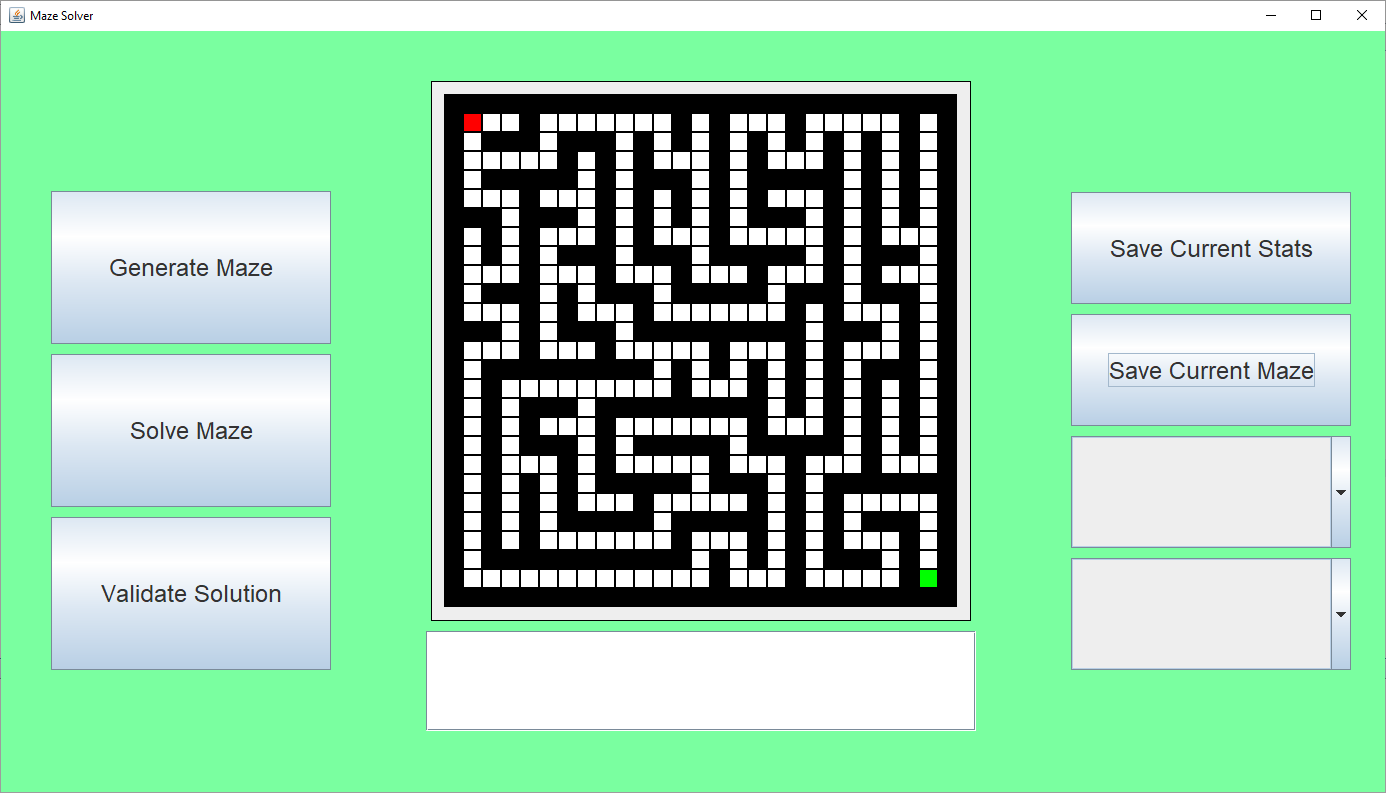 Maze Solver
Generate Maze
Solve Maze
Validate Solution
Save Current Stats
Save Current Maze